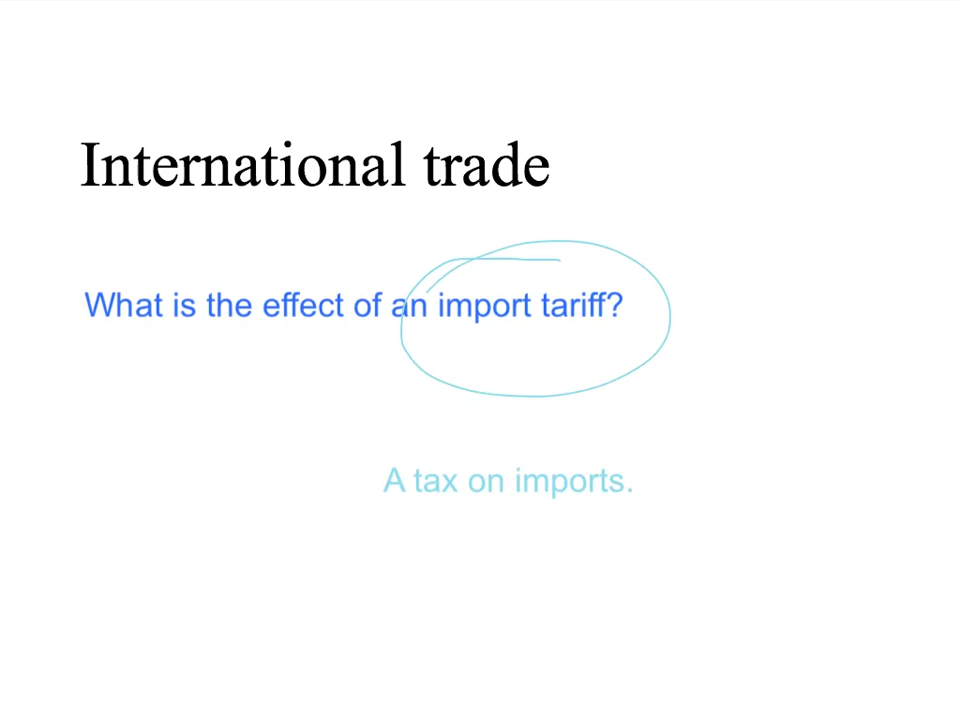 International trade
What is the effect of an import tariff?
A tax on imports.